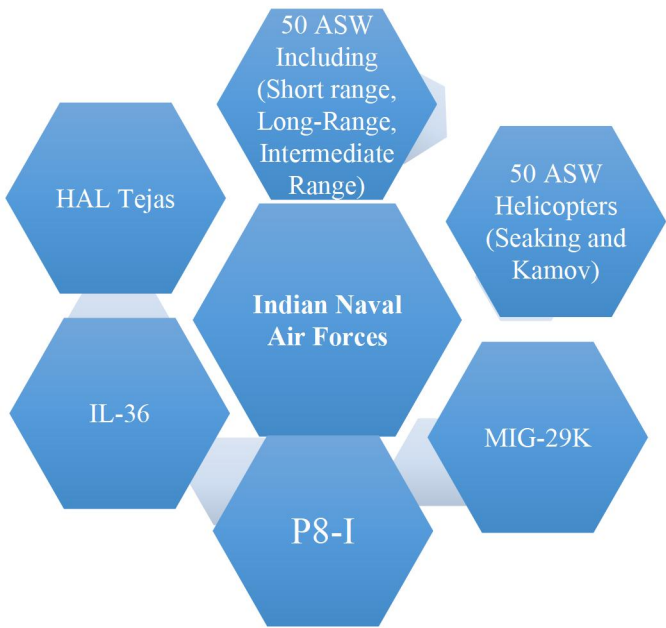 50 ASW
Including
(Short range,
Long-Range,
Intermediate
Range)
50 ASW
Helicopters
(Seaking and
Kamov)
HAL Tejas
Indian Naval
Air Forces
IL-36
MIG-29K
P8-I